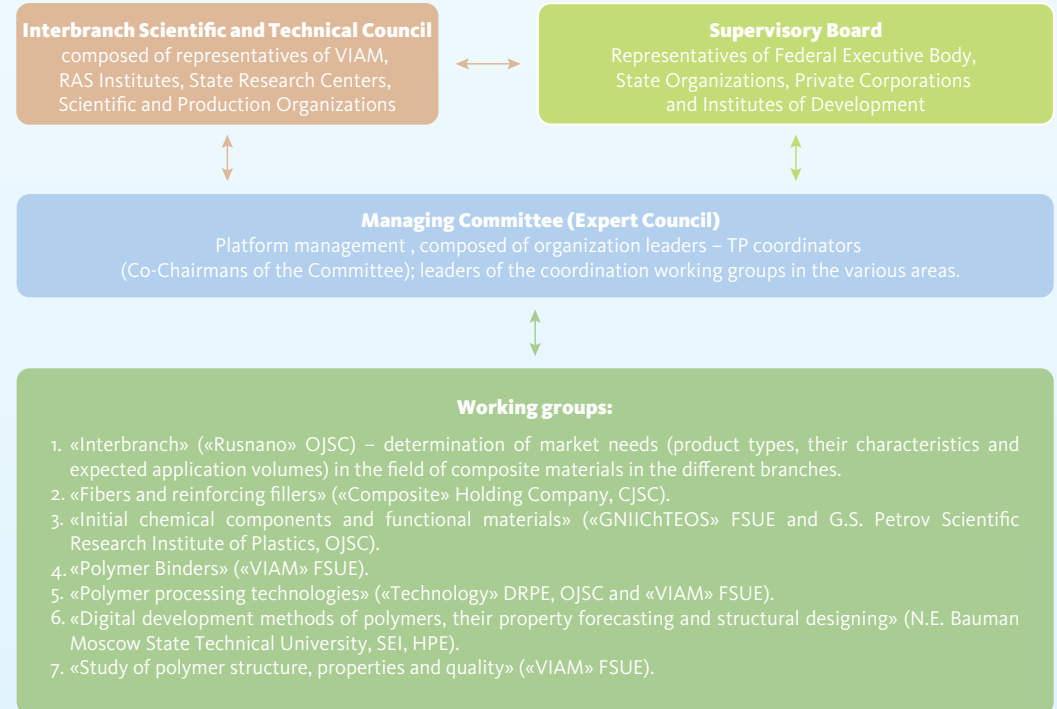 Interbranch Scientific and Technical Council
composed of representatives of VIAM,
RAS Institutes, State Research Centers,
Scientific and Production Organizations
Supervisory Board
Representatives of Federal Executive Body,
State Organizations, Private Corporations
and Institutes of Development
Managing Committee (Expert Council)
Platform management , composed of organization leaders – TP coordinators
(Co-Chairmans of the Committee); leaders of the coordination working groups in the various areas.
Working groups:
1. «Interbranch» («Rusnano» OJSC) – determination of market needs (product types, their characteristics and
expected application volumes) in the field of composite materials in the different branches.
2. «Fibers and reinforcing fillers» («Composite» Holding Company, CJSC).
3. «Initial chemical components and functional materials» («GNIIChTEOS» FSUE and G.S. Petrov Scientific
Research Institute of Plastics, OJSC).
4. «Polymer Binders» («VIAM» FSUE).
5. «Polymer processing technologies» («Technology» DRPE, OJSC and «VIAM» FSUE).
6. «Digital development methods of polymers, their property forecasting and structural designing» (N.E. Bauman
Moscow State Technical University, SEI, HPE).
7. «Study of polymer structure, properties and quality» («VIAM» FSUE).